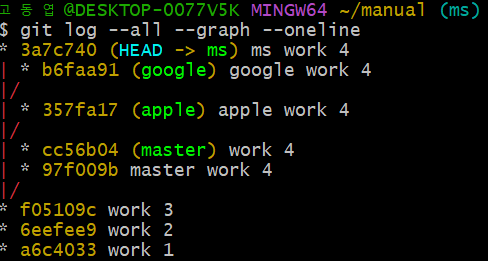 고 동 엽 @DESKTOP-0077V5K MINGW64 ~/manual (ms)
$ git log --all --graph --oneline
* 3a7c740 (HEAD -> ms) ms work 4
| * b6faa91 (google) google work 4
|/
| * 357fa17 (apple) apple work 4
|/
| * cc56b04 (master) work 4
| * 97f009b master work 4
|/
* f05109c work 3
* 6eefee9 work 2
* a6c4033 work 1